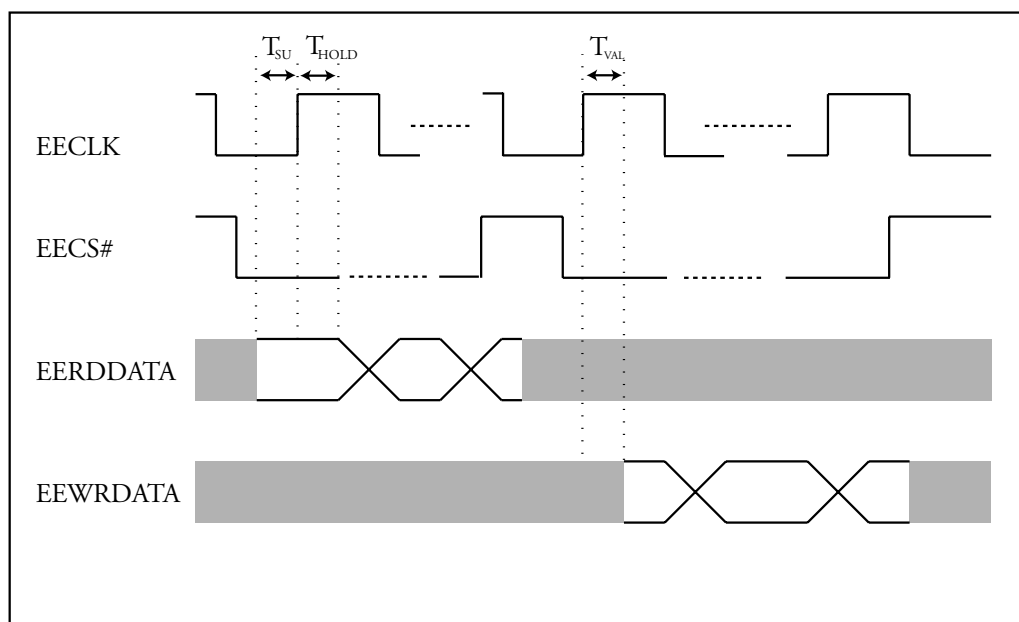 TSU THOLD TVAL
EECLK
EECS#
EERDDATA
EEWRDATA